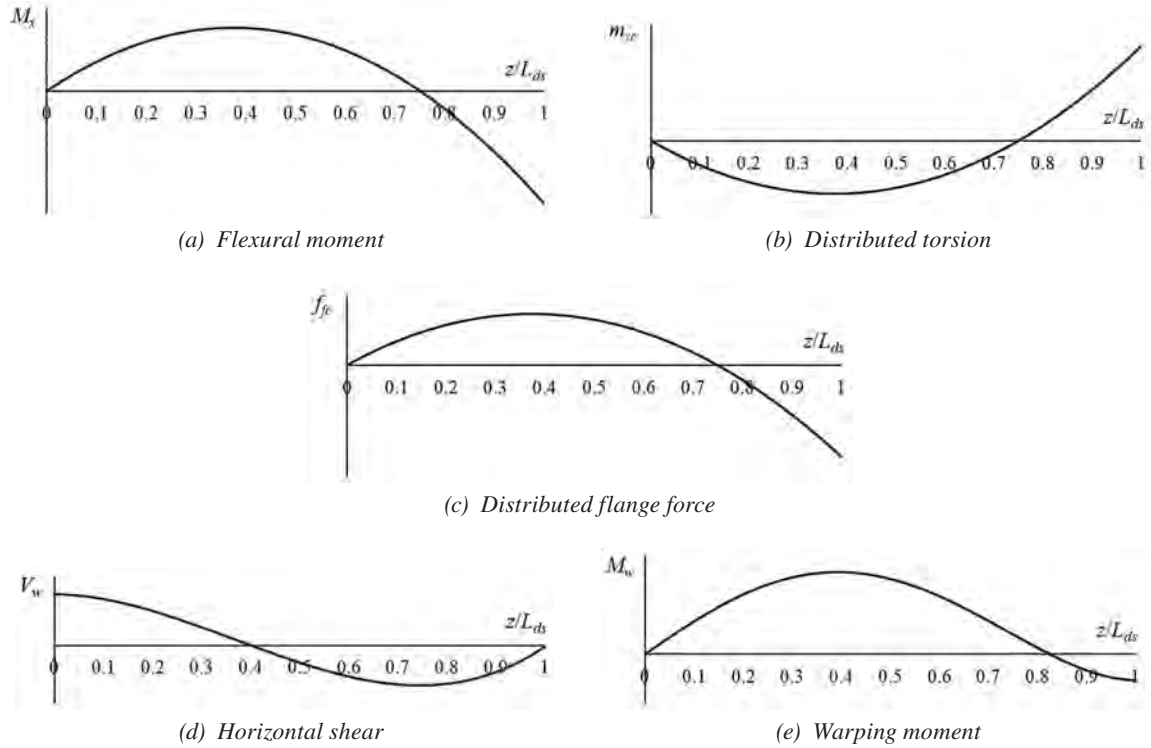 M_x
z/L_ds
0 0.1 0.2 0.3 0.4 0.5 0.6 0.7 0.8 0.9 1
(a) Flexural moment
z/L_ds
0 0.1 0.2 0.3 0.4 0.5 0.6 0.7 0.8 0.9 1
(b) Distributed torsion
z/L_ds
0 0.1 0.2 0.3 0.4 0.5 0.6 0.7 0.8 0.9 1
(c) Distributed flange force
V_w
z/L_ds
0 0.1 0.2 0.3 0.4 0.5 0.6 0.7 0.8 0.9 1
(d) Horizontal shear
M_w
z/L_ds
0 0.1 0.2 0.3 0.4 0.5 0.6 0.7 0.8 0.9 1
(e) Warping moment